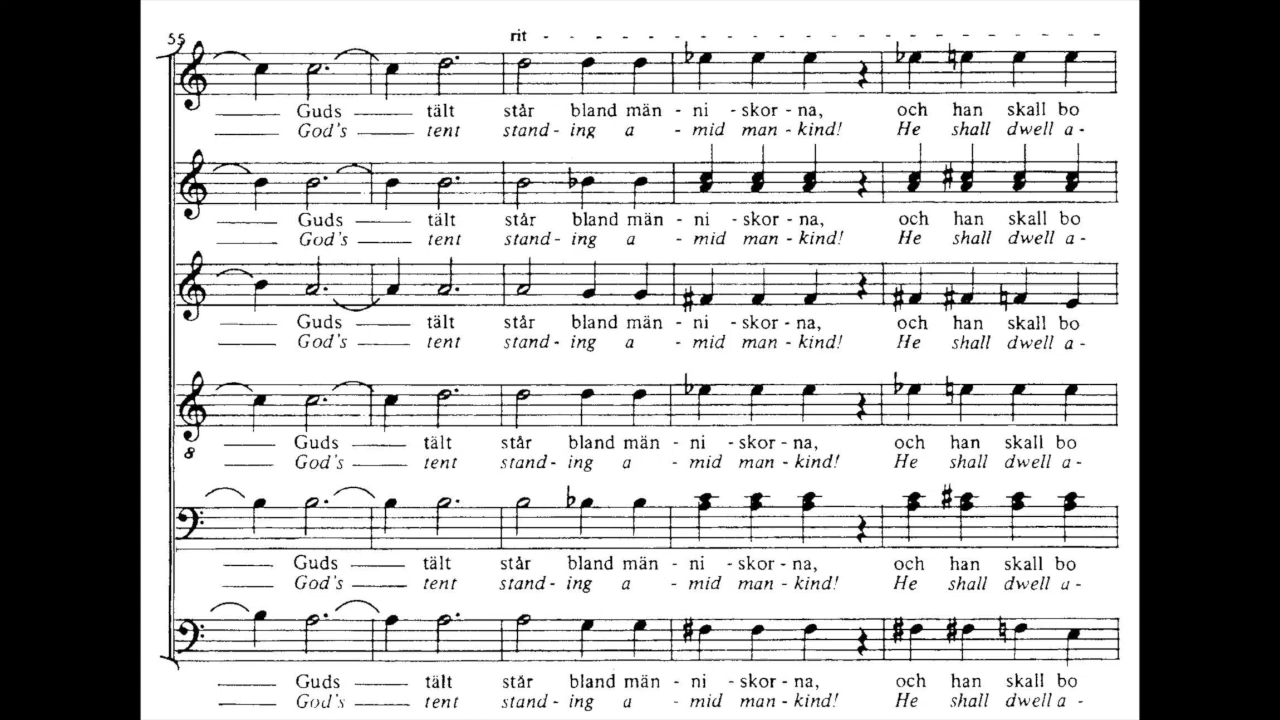 55 rit - - - - - - - - - - - - - - - - - - - - -
——— Guds ——— tält står bland män - ni - skor - na, och han skall bo
——— God's ——— tent stand - ing a - mid man - kind! He shall dwell a -
——— Guds ——— tält står bland män - ni - skor - na, och han skall bo
——— God's ——— tent stand - ing a - mid man - kind! He shall dwell a -
——— Guds ——— tält står bland män - ni - skor - na, och han skall bo
——— God's ——— tent stand - ing a - mid man - kind! He shall dwell a -
8
——— Guds ——— tält står bland män - ni - skor - na, och han skall bo
——— God's ——— tent stand - ing a - mid man - kind! He shall dwell a -
——— Guds ——— tält står bland män - ni - skor - na, och han skall bo
——— God's ——— tent stand - ing a - mid man - kind! He shall dwell a -
——— Guds ——— tält står bland män - ni - skor - na, och han skall bo
——— God's ——— tent stand - ing a - mid man - kind! He shall dwell a -